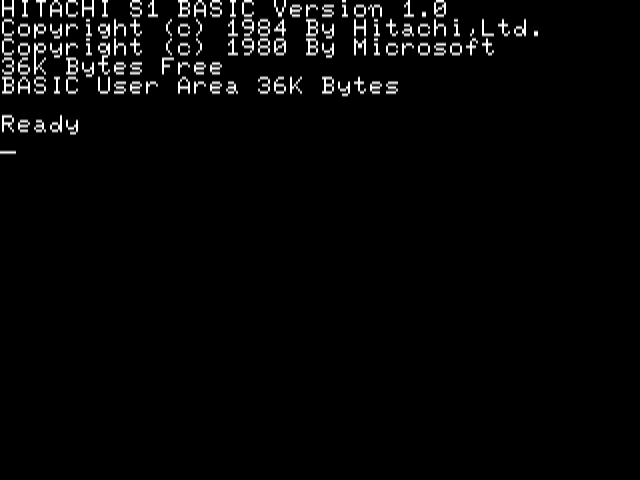 HITACHI S1 BASIC Version 1.0
Copyright (c) 1984 By Hitachi,Ltd.
Copyright (c) 1980 By Microsoft
36K Bytes Free
BASIC User Area 36K Bytes
Ready